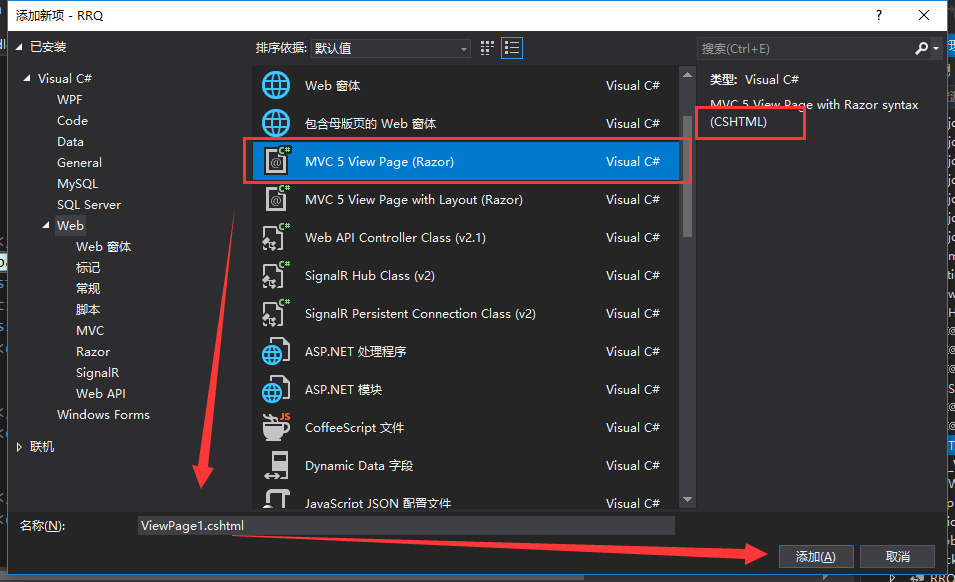 添加新项 - RRQ
?
已安装
排序依据: 默认值
搜索(Ctrl+E)
Visual C#
WPF
Code
Data
General
MySQL
SQL Server
Web
Web 窗体
标记
常规
脚本
MVC
Razor
SignalR
Web API
Windows Forms
联机
Web 窗体 Visual C#
包含母版页的 Web 窗体 Visual C#
MVC 5 View Page (Razor) Visual C#
MVC 5 View Page with Layout (Razor) Visual C#
Web API Controller Class (v2.1) Visual C#
SignalR Hub Class (v2) Visual C#
SignalR Persistent Connection Class (v2) Visual C#
ASP.NET 处理程序 Visual C#
ASP.NET 模块 Visual C#
CoffeeScript 文件 Visual C#
Dynamic Data 字段 Visual C#
JavaScript JSON 配置文件 Visual C#
类型: Visual C#
MVC 5 View Page with Razor syntax
(CSHTML)
名称(N): ViewPage1.cshtml
添加(A) 取消